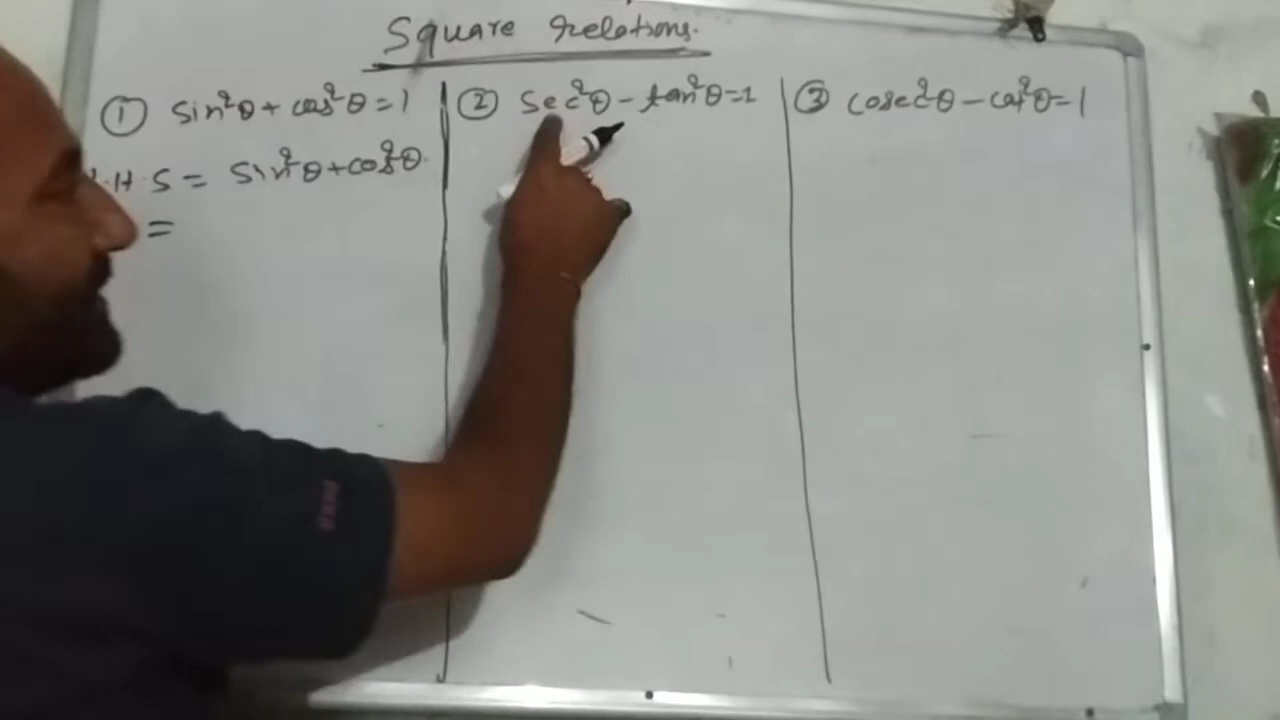 Square Relations.
① Sin²θ + cos²θ = 1
L.H.S = Sin²θ + cos²θ.
=
② Sec²θ - tan²θ = 1
③ cosec²θ - cot²θ = 1